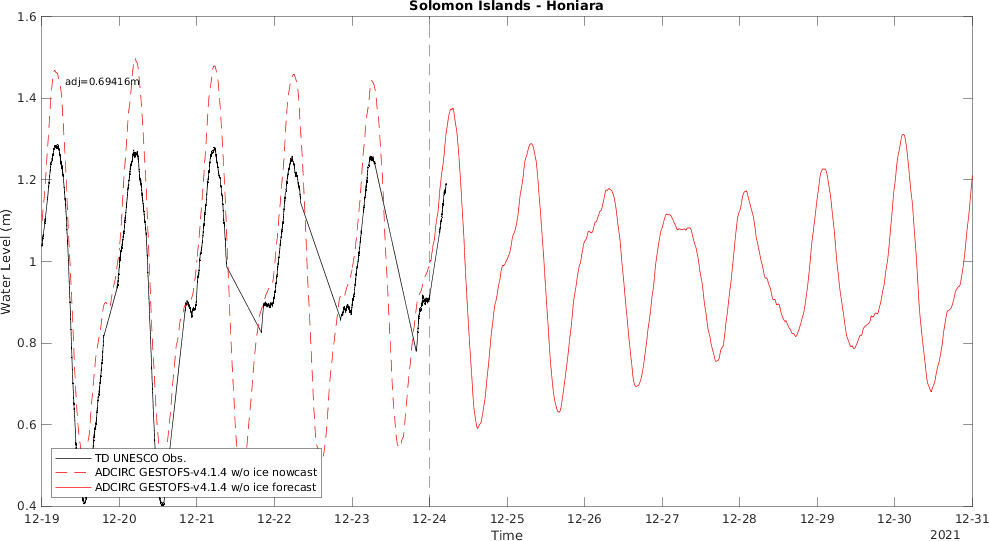 Solomon Islands - Honiara
1.6
1.4
1.2
1
0.8
0.6
0.4
Water Level (m)
adj=0.69416m
TD UNESCO Obs.
ADCIRC GESTOFS-v4.1.4 w/o ice nowcast
ADCIRC GESTOFS-v4.1.4 w/o ice forecast
12-19 12-20 12-21 12-22 12-23 12-24 12-25 12-26 12-27 12-28 12-29 12-30 12-31
Time
2021